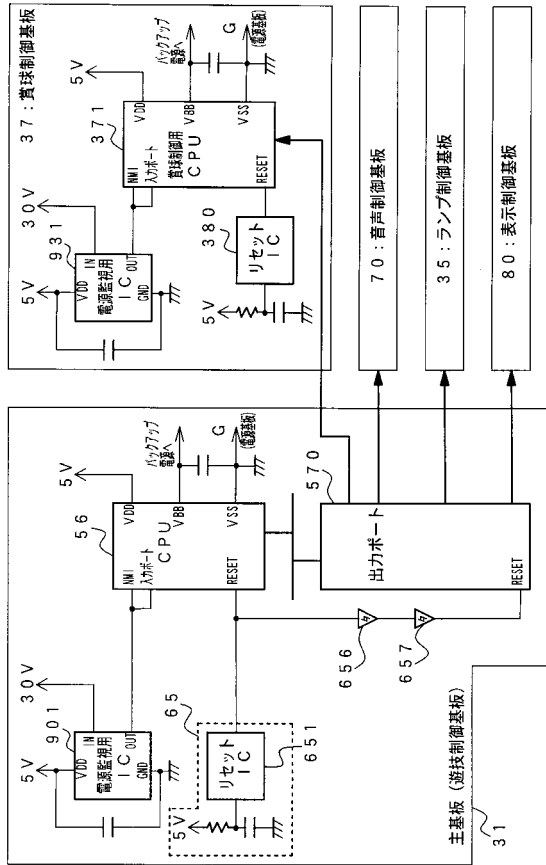 37:賞球制御基板
5V
30V
931
5V
VDD
IN
電源監視用
IC
OUT
GND
NMI
入力ポート
371
賞球制御用
CPU
VDD
VBB
VSS
RESET
バックアップ
電源へ
G
(電源基板)
5V
リセット
IC
380
70:音声制御基板
35:ランプ制御基板
80:表示制御基板
5V
30V
901
5V
VDD
IN
電源監視用
IC
OUT
GND
56
NMI
入力ポート
CPU
VDD
VBB
VSS
RESET
バックアップ
電源へ
G
(電源基板)
65
5V
リセット
IC
651
570
出力ポート
RESET
656
657
主基板(遊技制御基板)
31